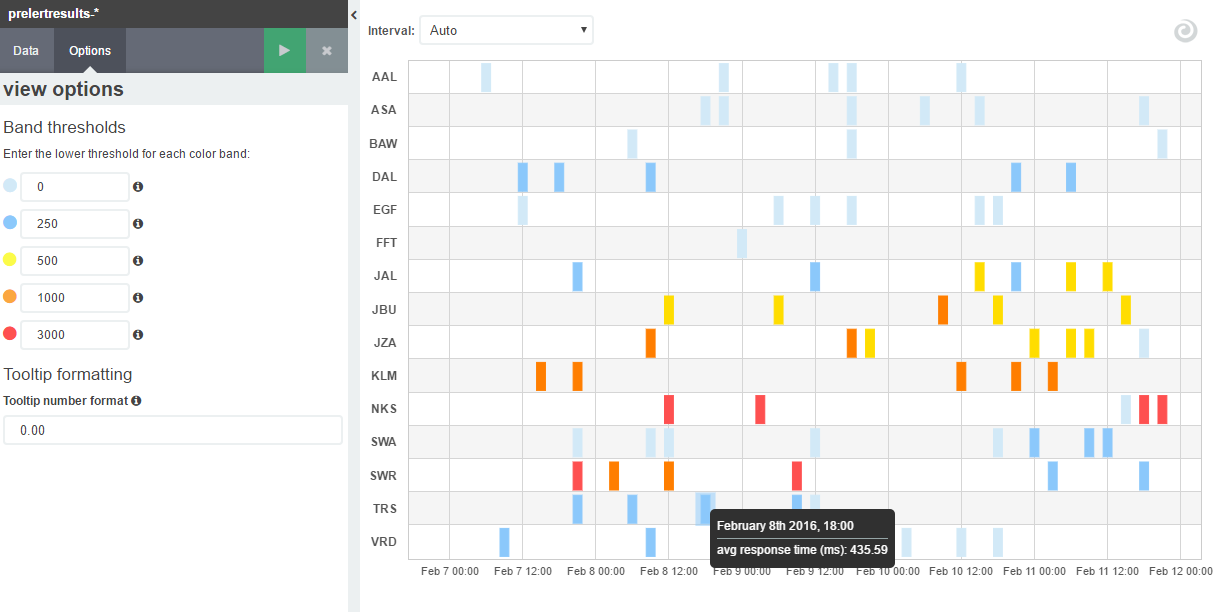 prelertresults-*
Data Options
view options
Band thresholds
Enter the lower threshold for each color band:
0
250
500
1000
3000
Tooltip formatting
Tooltip number format
0.00
Interval: Auto
AAL
ASA
BAW
DAL
EGF
FFT
JAL
JBU
JZA
KLM
NKS
SWA
SWR
TRS
VRD
February 8th 2016, 18:00
avg response time (ms): 435.59
Feb 7 00:00 Feb 7 12:00 Feb 8 00:00 Feb 8 12:00 Feb 9 00:00 Feb 9 12:00 Feb 10 00:00 Feb 10 12:00 Feb 11 00:00 Feb 11 12:00 Feb 12 00:00